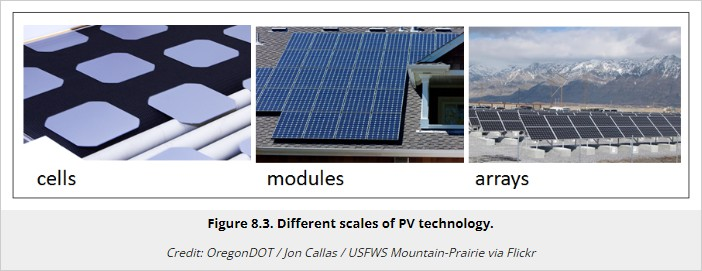 cells modules arrays
Figure 8.3. Different scales of PV technology.
Credit: OregonDOT / Jon Callas / USFWS Mountain-Prairie via Flickr